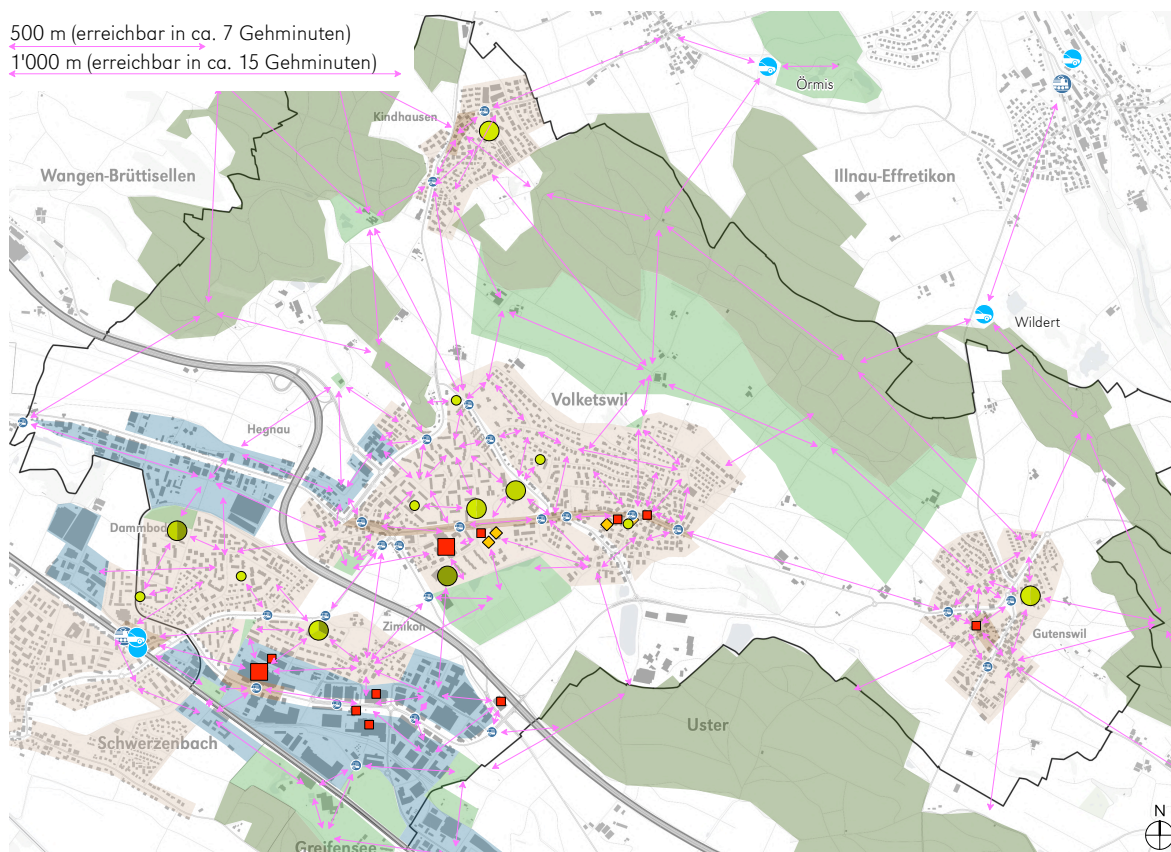 500 m (erreichbar in ca. 7 Gehminuten)
1'000 m (erreichbar in ca. 15 Gehminuten)
Örmis
Kindhausen
Wangen-Brüttisellen
Illnau-Effretikon
Wildert
Volketswil
Hegnau
Dammboden
Zimikon
Gutenswil
Uster
Schwerzenbach
Greifensee
N